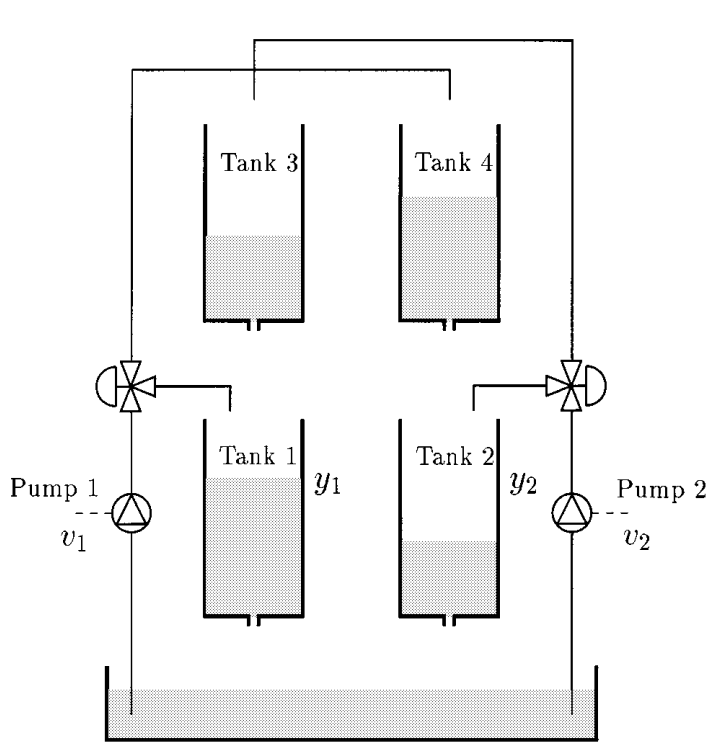 Tank 3
Tank 4
Tank 1
Tank 2
y1
y2
Pump 1
Pump 2
v1
v2